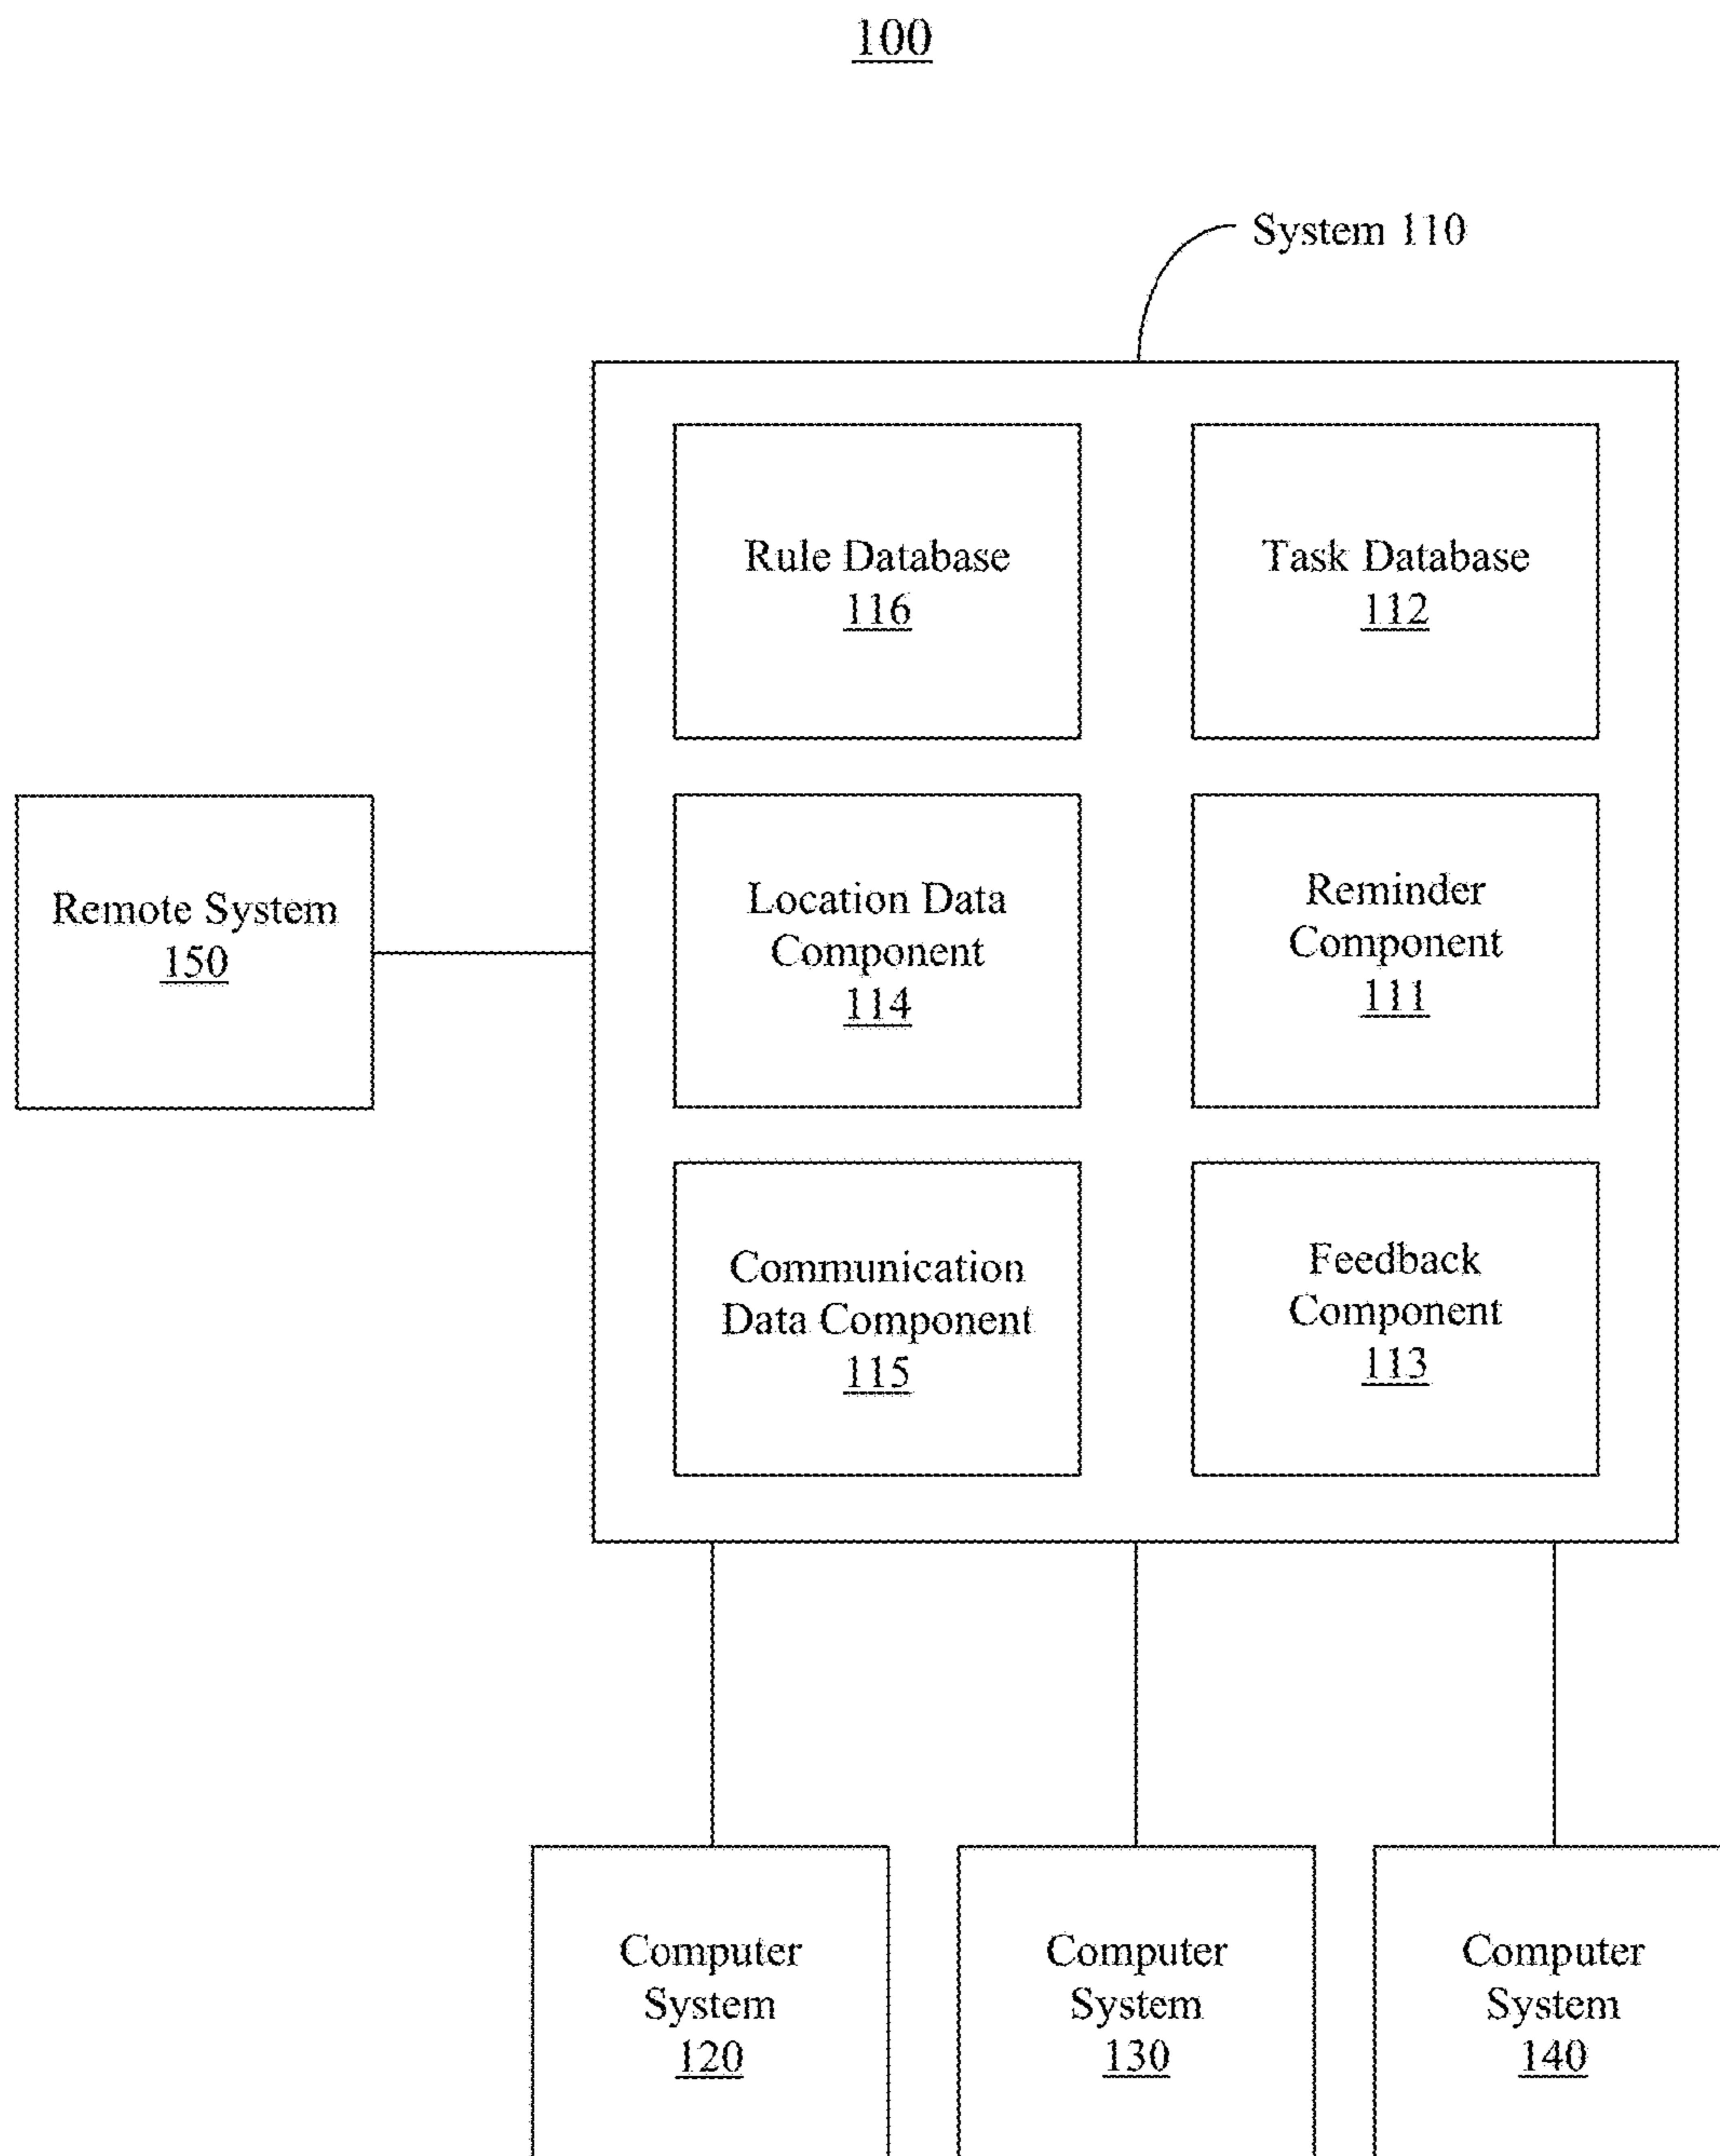 100
System 110
Rule Database
116
Task Database
112
Location Data
Component
114
Reminder
Component
111
Remote System
150
Communication
Data Component
115
Feedback
Component
113
Computer
System
120
Computer
System
130
Computer
System
140